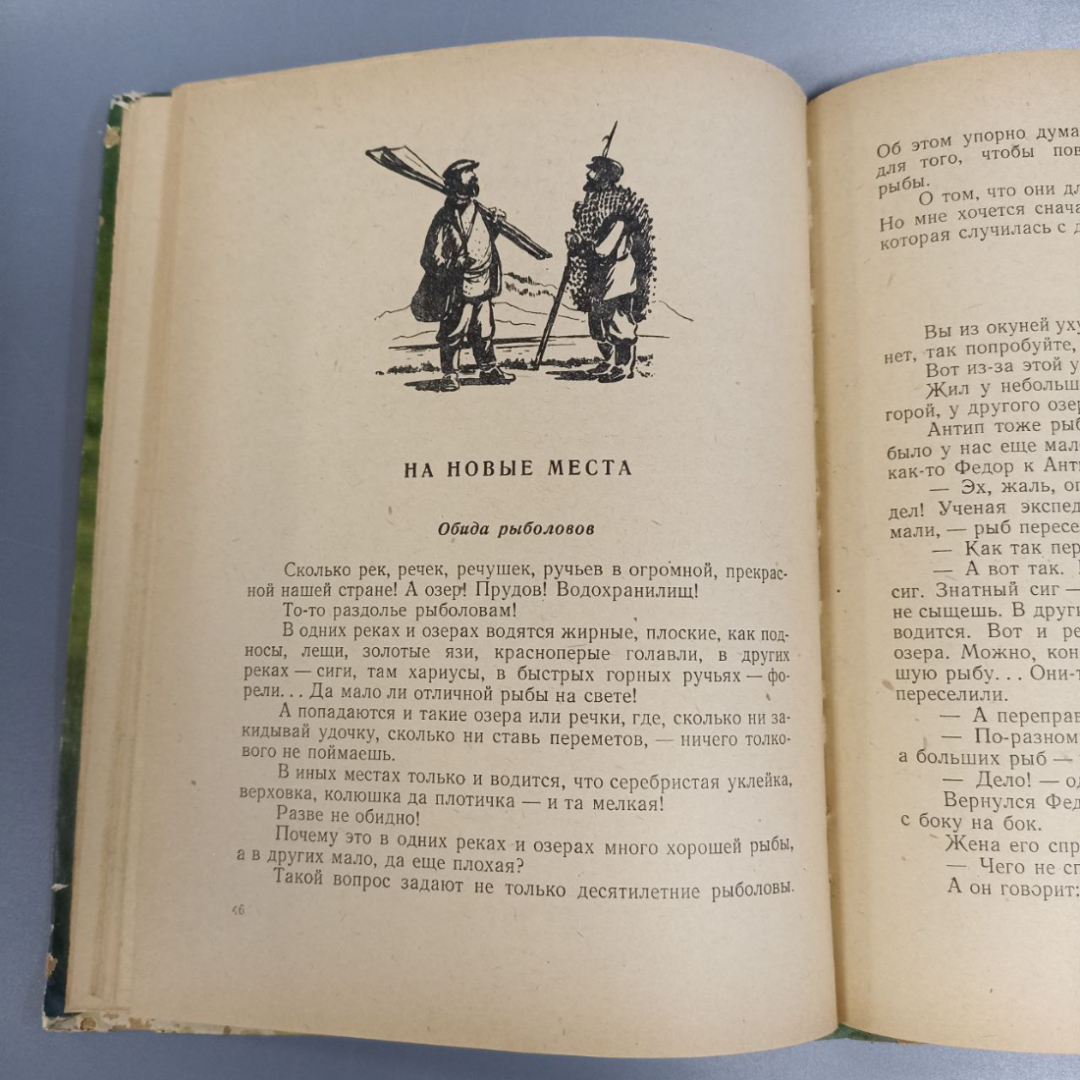 НА НОВЫЕ МЕСТА
Обида рыболовов
Сколько рек, речек, речушек, ручьев в огромной, прекрас-
ной нашей стране! А озер! Прудов! Водохранилищ!
То-то раздолье рыболовам!
В одних реках и озерах водятся жирные, плоские, как под-
носы, лещи, золотые язи, красноперые голавли, в других
реках — сиги, там хариусы, в быстрых горных ручьях — фо-
рели... Да мало ли отличной рыбы на свете!
А попадаются и такие озера или речки, где, сколько ни за-
кидывай удочку, сколько ни ставь переметов, — ничего толко-
вого не поймаешь.
В иных местах только и водится, что серебристая уклейка,
верховка, колюшка да плотичка — и та мелкая!
Разве не обидно!
Почему это в одних реках и озерах много хорошей рыбы,
а в других мало, да еще плохая?
Такой вопрос задают не только десятилетние рыболовы.
46
Об этом упорно дума
для того, чтобы пов
рыбы.
О том, что они дл
Но мне хочется снача
которая случилась с д
Вы из окуней уху
нет, так попробуйте,
Вот из-за этой у
Жил у небольш
горой, у другого озер
Антип тоже рыб
было у нас еще мало
как-то Федор к Анти
— Эх, жаль, оп
дел! Ученая экспед
мали, — рыб пересе
— Как так пер
— А вот так.
сиг. Знатный сиг —
не сыщешь. В други
водится. Вот и ре
озера. Можно, кон
шую рыбу... Они-т
переселили.
— А переправ
— По-разном
а больших рыб —
— Дело! — од
Вернулся Фед
с боку на бок.
Жена его спр
— Чего не сп
А он говорит: